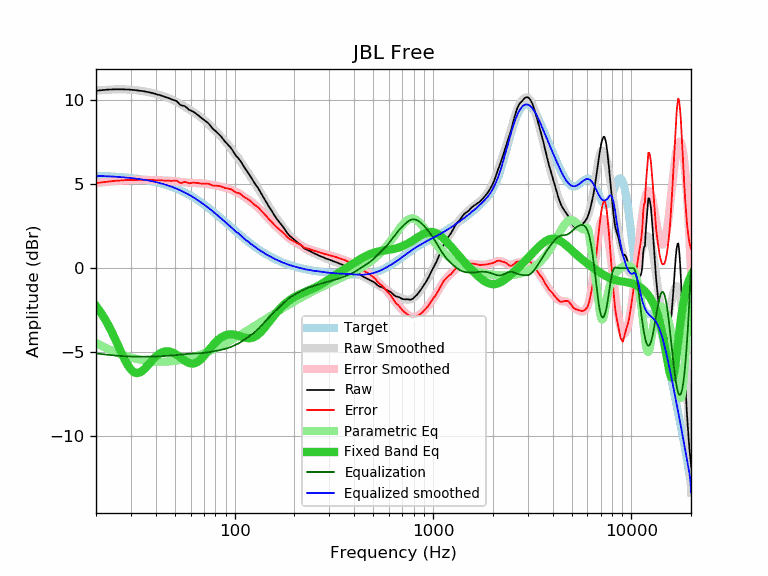 JBL Free
Amplitude (dBr)
10
5
0
−5
−10
Target
Raw Smoothed
Error Smoothed
Raw
Error
Parametric Eq
Fixed Band Eq
Equalization
Equalized smoothed
100
1000
10000
Frequency (Hz)